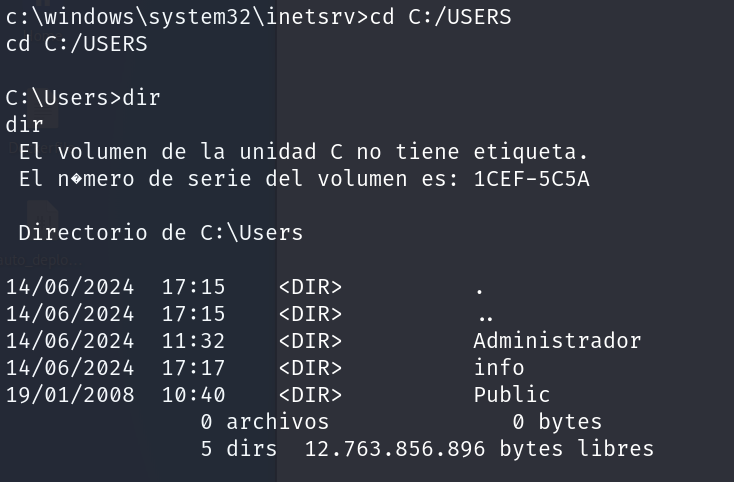 c:\windows\system32\inetsrv>cd C:/USERS
cd C:/USERS
C:\Users>dir
dir
El volumen de la unidad C no tiene etiqueta.
El n�mero de serie del volumen es: 1CEF-5C5A
Directorio de C:\Users
14/06/2024  17:15    <DIR>          .
14/06/2024  17:15    <DIR>          ..
14/06/2024  11:32    <DIR>          Administrador
14/06/2024  17:17    <DIR>          info
19/01/2008  10:40    <DIR>          Public
0 archivos              0 bytes
5 dirs  12.763.856.896 bytes libres